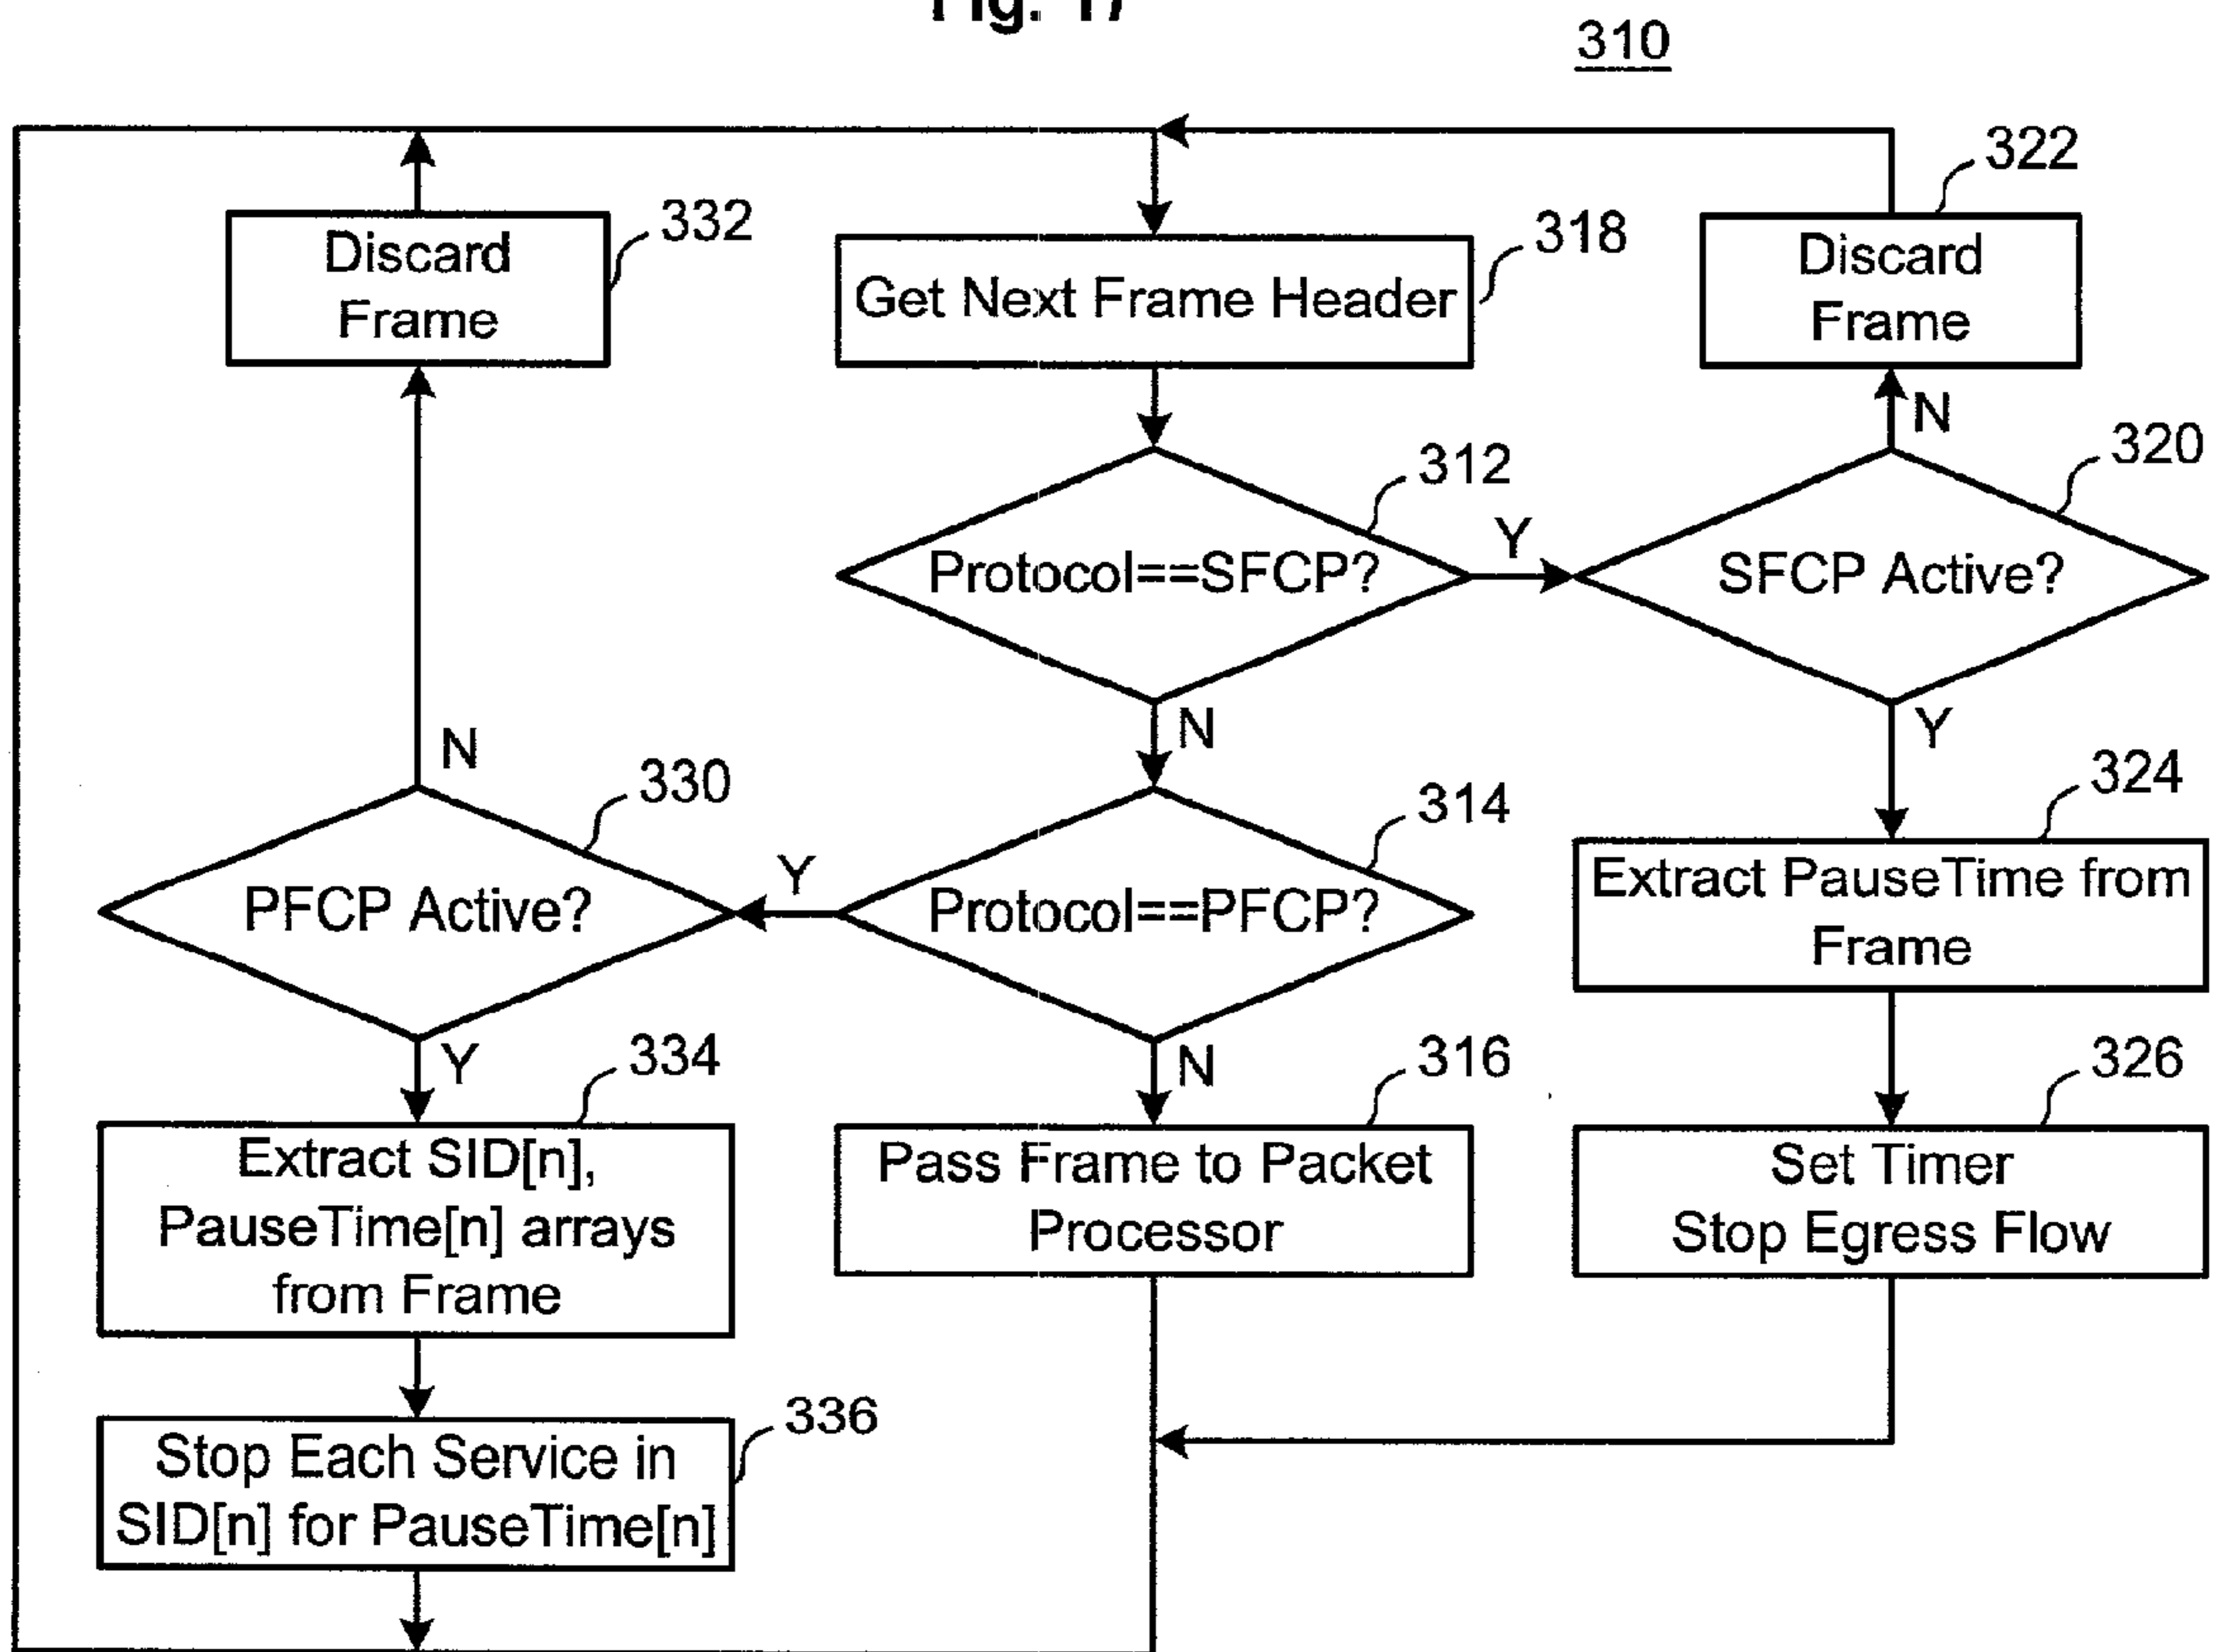 Fig. 17
310
322
332
Discard
Frame
318
Get Next Frame Header
Discard
Frame
N
320
312
Protocol==SFCP?
Y
SFCP Active?
N
Y
N
330
314
324
PFCP Active?
Y
Protocol==PFCP?
Extract PauseTime from
Frame
Y
334
N
316
326
Extract SID[n],
PauseTime[n] arrays
from Frame
Pass Frame to Packet
Processor
Set Timer
Stop Egress Flow
336
Stop Each Service in
SID[n] for PauseTime[n]